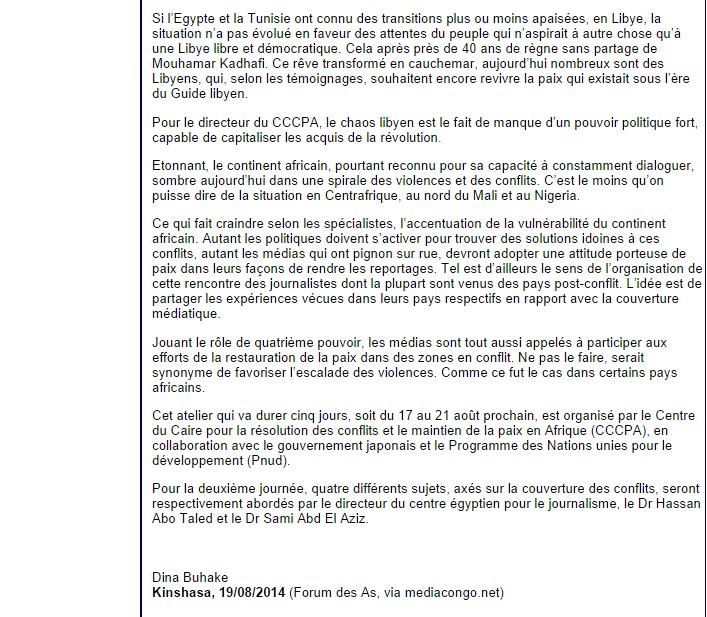 Si l'Egypte et la Tunisie ont connu des transitions plus ou moins apaisées, en Libye, la
situation n'a pas évolué en faveur des attentes du peuple qui n'aspirait à autre chose qu'à
une Libye libre et démocratique. Cela après près de 40 ans de règne sans partage de
Mouhamar Kadhafi. Ce rêve transformé en cauchemar, aujourd'hui nombreux sont des
Libyens, qui, selon les témoignages, souhaitent encore revivre la paix qui existait sous l'ère
du Guide libyen.
Pour le directeur du CCCPA, le chaos libyen est le fait de manque d'un pouvoir politique fort,
capable de capitaliser les acquis de la révolution.
Etonnant, le continent africain, pourtant reconnu pour sa capacité à constamment dialoguer,
sombre aujourd'hui dans une spirale des violences et des conflits. C'est le moins qu'on
puisse dire de la situation en Centrafrique, au nord du Mali et au Nigeria.
Ce qui fait craindre selon les spécialistes, l'accentuation de la vulnérabilité du continent
africain. Autant les politiques doivent s'activer pour trouver des solutions idoines à ces
conflits, autant les médias qui ont pignon sur rue, devront adopter une attitude porteuse de
paix dans leurs façons de rendre les reportages. Tel est d'ailleurs le sens de l'organisation de
cette rencontre des journalistes dont la plupart sont venus des pays post-conflit. L'idée est de
partager les expériences vécues dans leurs pays respectifs en rapport avec la couverture
médiatique.
Jouant le rôle de quatrième pouvoir, les médias sont tout aussi appelés à participer aux
efforts de la restauration de la paix dans des zones en conflit. Ne pas le faire, serait
synonyme de favoriser l'escalade des violences. Comme ce fut le cas dans certains pays
africains.
Cet atelier qui va durer cinq jours, soit du 17 au 21 août prochain, est organisé par le Centre
du Caire pour la résolution des conflits et le maintien de la paix en Afrique (CCCPA), en
collaboration avec le gouvernement japonais et le Programme des Nations unies pour le
développement (Pnud).
Pour la deuxième journée, quatre différents sujets, axés sur la couverture des conflits, seront
respectivement abordés par le directeur du centre égyptien pour le journalisme, le Dr Hassan
Abo Taled et le Dr Sami Abd El Aziz.
Dina Buhake
Kinshasa, 19/08/2014 (Forum des As, via mediacongo.net)